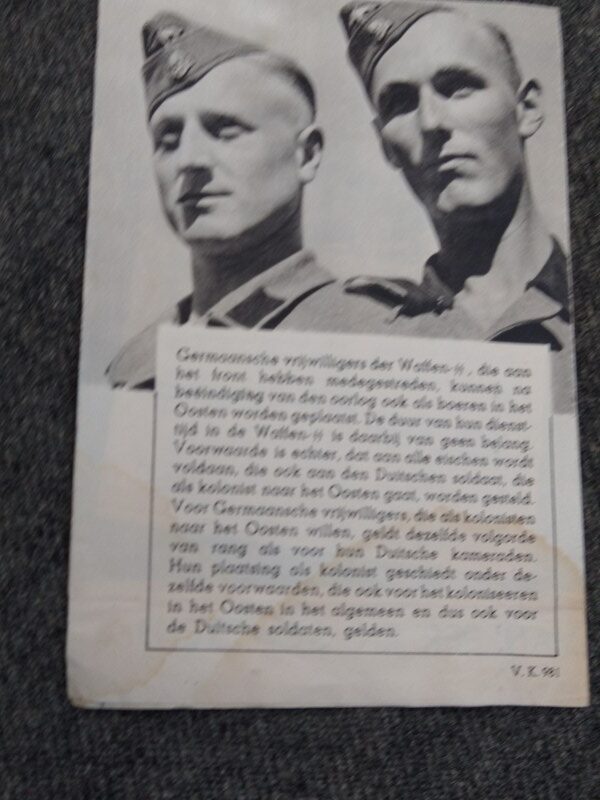 Germaansche vrijwilligers der Waffen-ᛋᛋ, die aan
het front hebben medegestreden, kunnen na
beëindiging van den oorlog ook als boeren in het
Oosten worden geplaatst. De duur van hun dienst-
tijd in de Waffen-ᛋᛋ is daarbij van geen belang.
Voorwaarde is echter, dat aan alle eischen wordt
voldaan, die ook aan den Duitschen soldaat, die
als kolonist naar het Oosten gaat, worden gesteld.
Voor Germaansche vrijwilligers, die als kolonisten
naar het Oosten willen, geldt dezelfde volgorde
van rang als voor hun Duitsche kameraden.
Hun plaatsing als kolonist geschiedt onder de-
zelfde voorwaarden, die ook voor het koloniseeren
in het Oosten in het algemeen en dus ook voor
de Duitsche soldaten, gelden.
V. K. 981